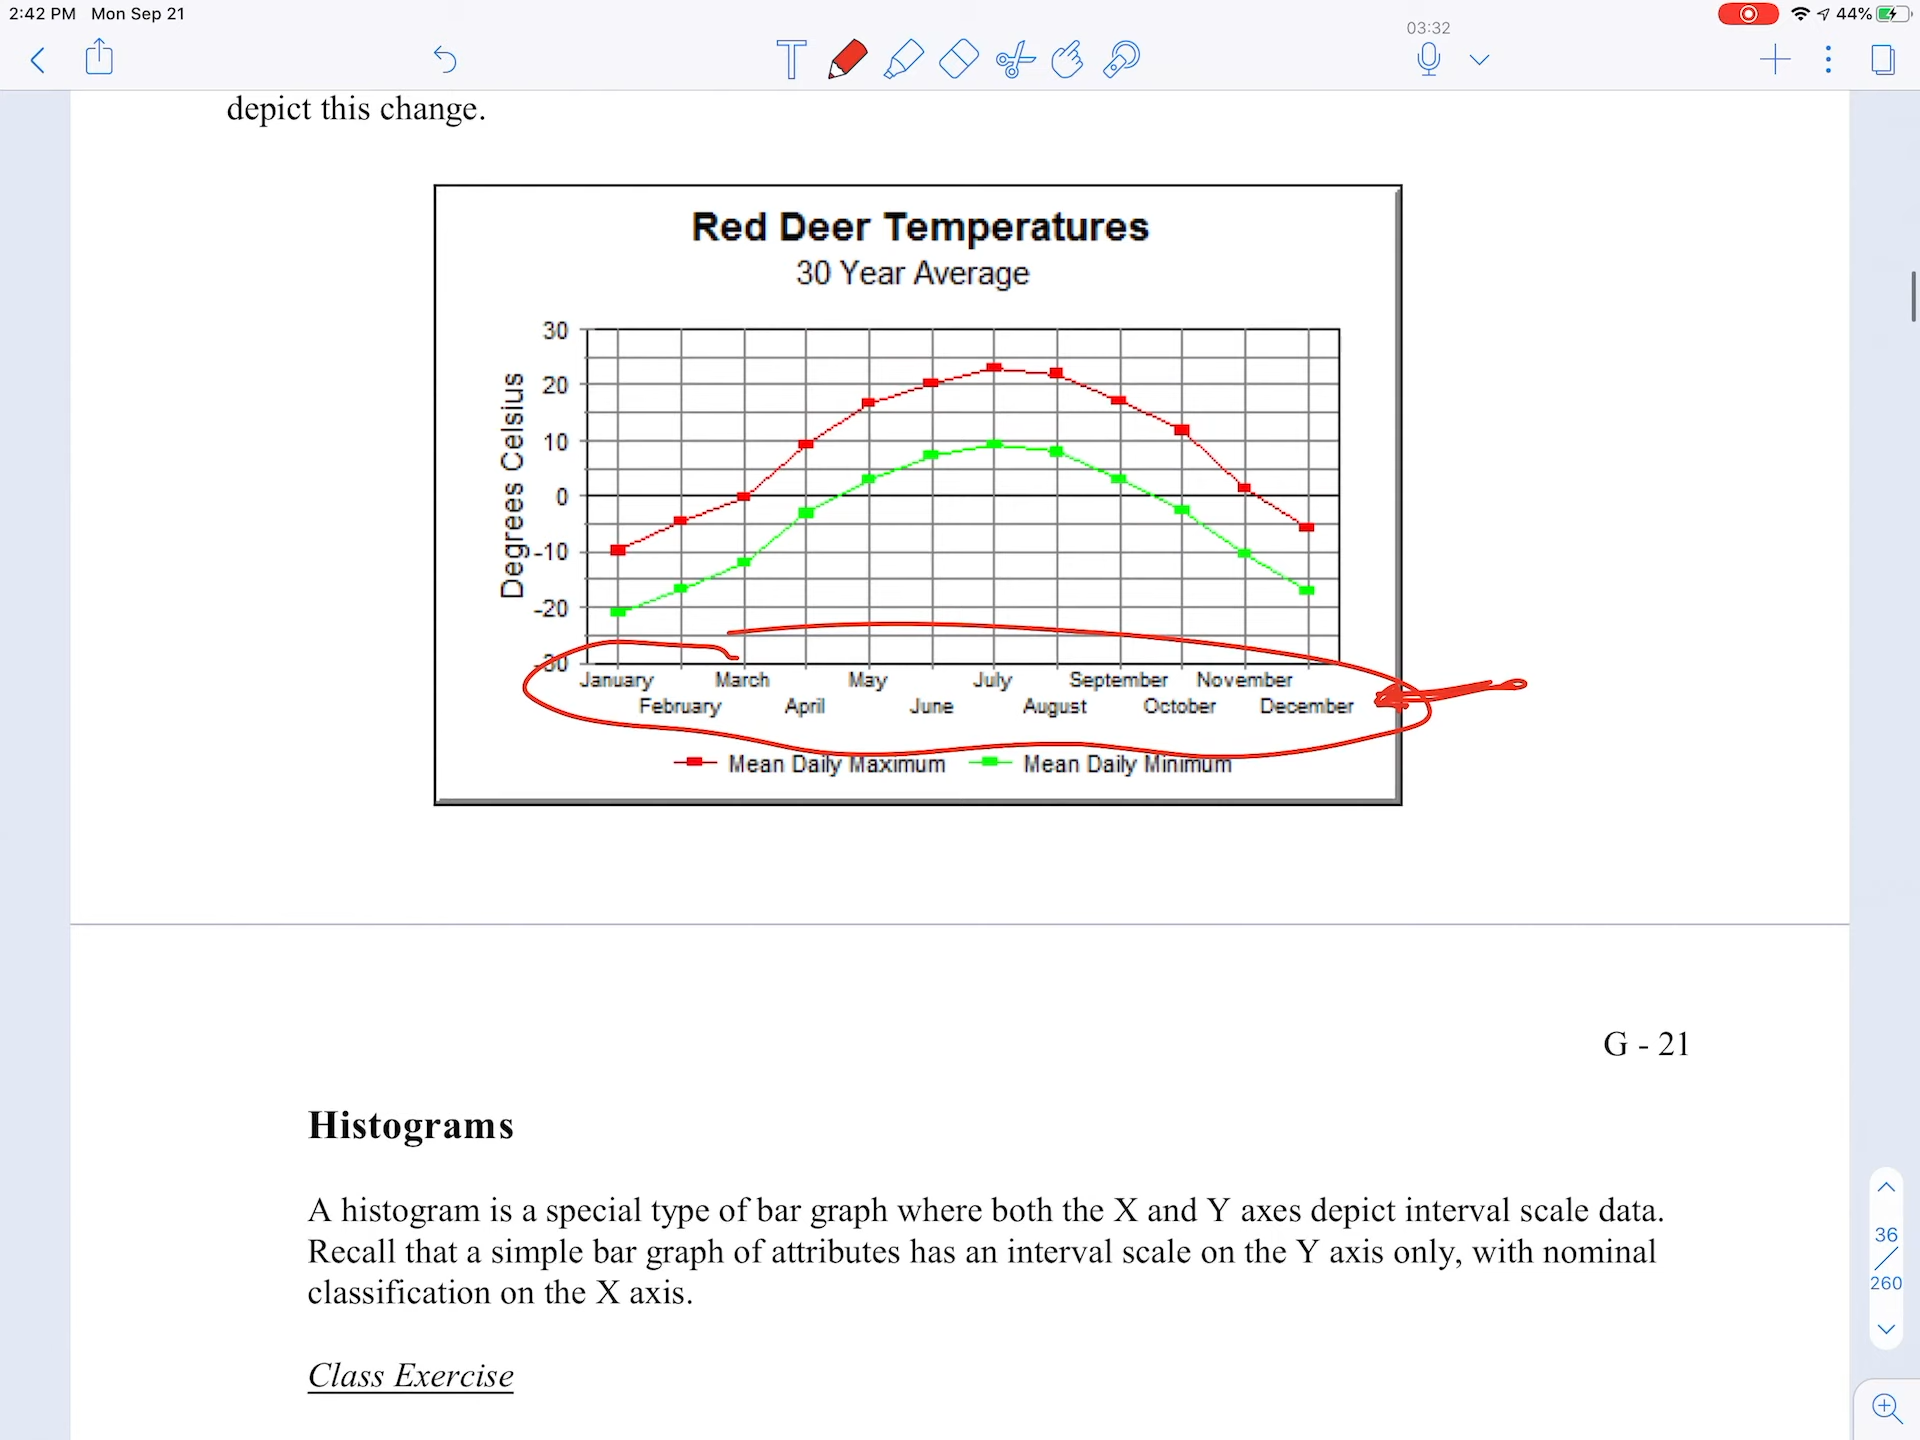 2:42 PM Mon Sep 21
44%
03:32
depict this change.
Red Deer Temperatures
30 Year Average
Degrees Celsius
30
20
10
0
-10
-20
-30
January March May July September November
February April June August October December
Mean Daily Maximum Mean Daily Minimum
G - 21
Histograms
A histogram is a special type of bar graph where both the X and Y axes depict interval scale data.
Recall that a simple bar graph of attributes has an interval scale on the Y axis only, with nominal
classification on the X axis.
Class Exercise
36
260